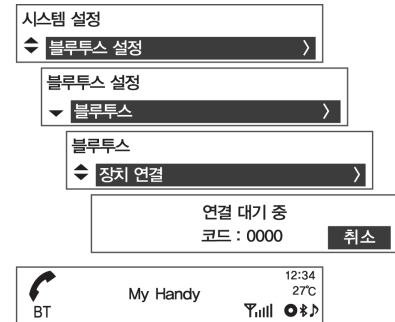 시스템 설정
블루투스 설정 〉
블루투스 설정
블루투스 〉
블루투스
장치 연결 〉
연결 대기 중
코드 : 0000 취소
12:34
My Handy 27℃
BT